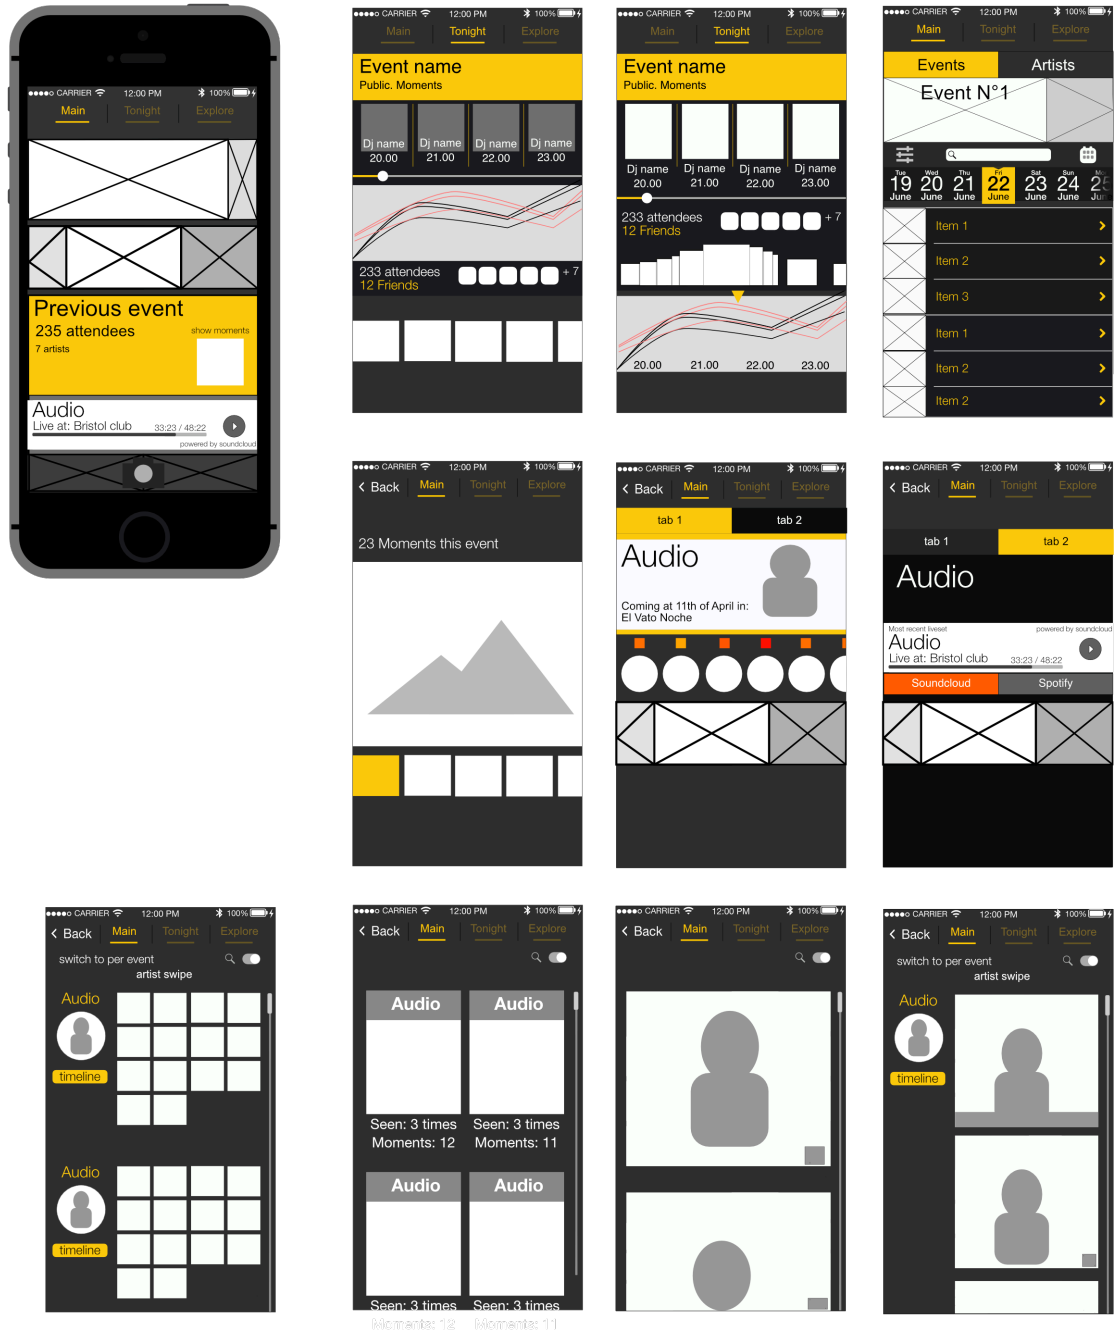 CARRIER 12:00 PM 100%
Main Tonight Explore
Previous event
235 attendees
show moments
7 artists
Audio
Live at: Bristol club 33:23 / 48:22
powered by soundcloud
CARRIER 12:00 PM 100%
Main Tonight Explore
Event name
Public. Moments
Dj name Dj name Dj name Dj name
20.00 21.00 22.00 23.00
233 attendees
+ 7
12 Friends
CARRIER 12:00 PM 100%
Main Tonight Explore
Event name
Public. Moments
Dj name Dj name Dj name Dj name
20.00 21.00 22.00 23.00
233 attendees
+ 7
12 Friends
20.00 21.00 22.00 23.00
CARRIER 12:00 PM 100%
Main Tonight Explore
Events Artists
Event N°1
Tue Wed Thu Fri Sat Sun Mo
19 20 21 22 23 24 25
June June June June June June Jun
Item 1
Item 2
Item 3
Item 1
Item 2
Item 2
CARRIER 12:00 PM 100%
Back Main Tonight Explore
23 Moments this event
CARRIER 12:00 PM 100%
Back Main Tonight Explore
tab 1 tab 2
Audio
Coming at 11th of April in:
El Vato Noche
CARRIER 12:00 PM 100%
Back Main Tonight Explore
tab 1 tab 2
Audio
Most recent liveset powered by soundcloud
Audio
Live at: Bristol club 33:23 / 48:22
Soundcloud Spotify
CARRIER 12:00 PM 100%
Back Main Tonight Explore
switch to per event
artist swipe
Audio
timeline
Audio
timeline
CARRIER 12:00 PM 100%
Back Main Tonight Explore
Audio Audio
Seen: 3 times Seen: 3 times
Moments: 12 Moments: 11
Audio Audio
Seen: 3 times Seen: 3 times
Moments: 12 Moments: 11
CARRIER 12:00 PM 100%
Back Main Tonight Explore
CARRIER 12:00 PM 100%
Back Main Tonight Explore
switch to per event
artist swipe
Audio
timeline